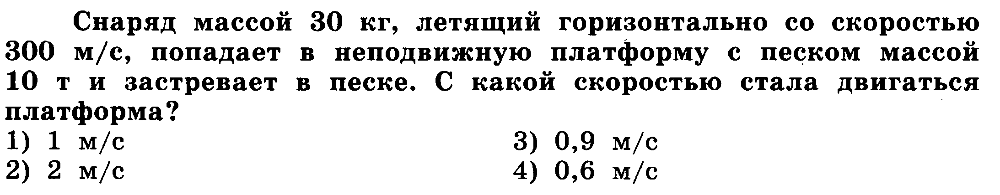 Снаряд массой 30 кг, летящий горизонтально со скоростью
300 м/с, попадает в неподвижную платформу с песком массой
10 т и застревает в песке. С какой скоростью стала двигаться
платформа?
1) 1 м/с 3) 0,9 м/с
2) 2 м/с 4) 0,6 м/с